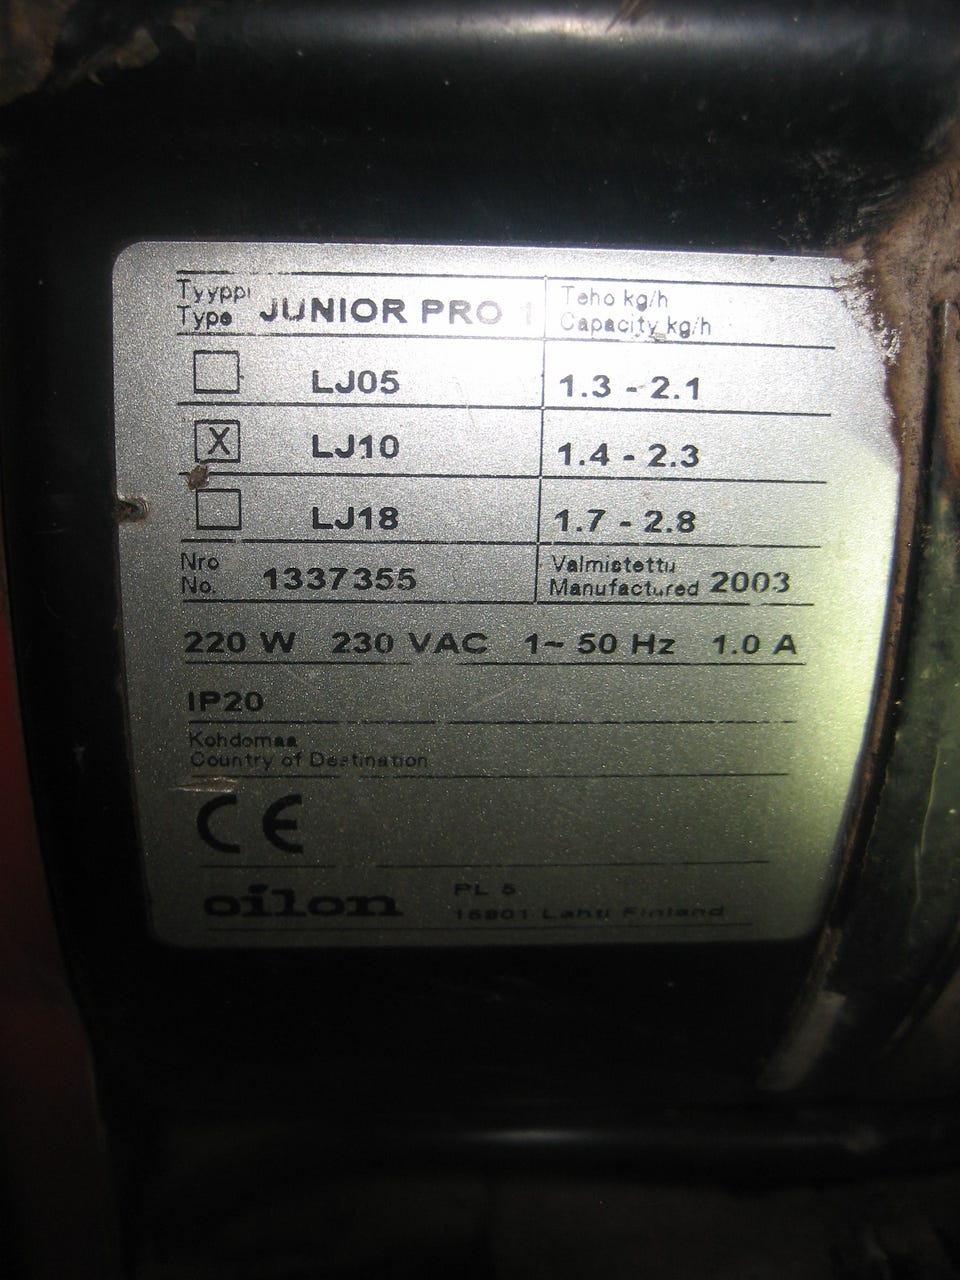 Tyyppi
Type JUNIOR PRO 1 Teho kg/h
Capacity kg/h
LJ05 1.3 - 2.1
X LJ10 1.4 - 2.3
LJ18 1.7 - 2.8
Nro
No. 1337355 Valmistettu
Manufactured 2003
220 W 230 VAC 1~ 50 Hz 1.0 A
IP20
Kohdemaa
Country of Destination
CE
oilon PL 5
15801 Lahti Finland